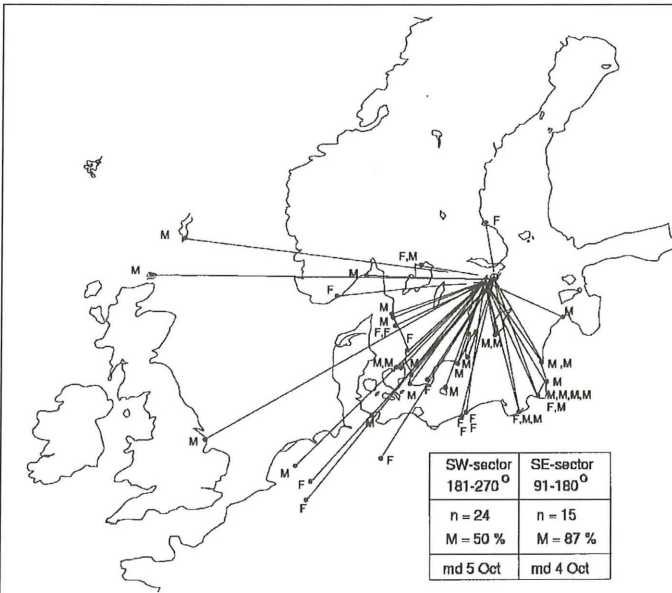 F
M
F,M
M
M
F
M
M
F,F
F
M
M,M
M,M
M
M,M
M
M
M
M
M,M,M,M
F,M
F
F
F
F,M,M
M
M
M
F
F
F
SW-sector SE-sector
181-270° 91-180°
n = 24 n = 15
M = 50 % M = 87 %
md 5 Oct md 4 Oct